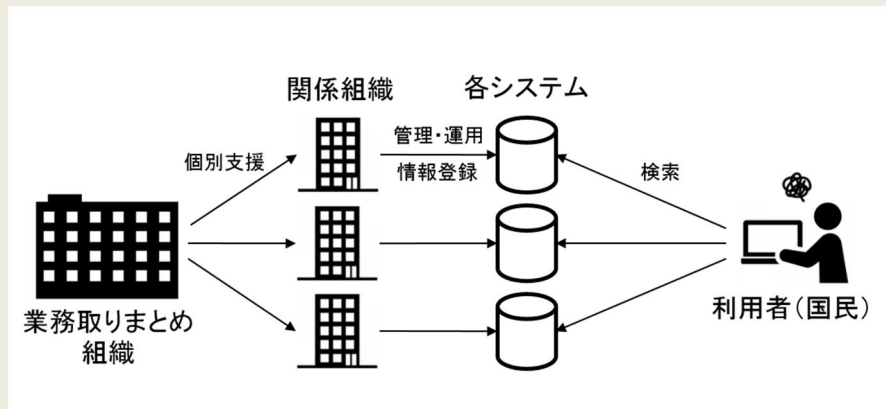 関係組織
各システム
個別支援
管理・運用
情報登録
検索
業務取りまとめ
組織
利用者（国民）